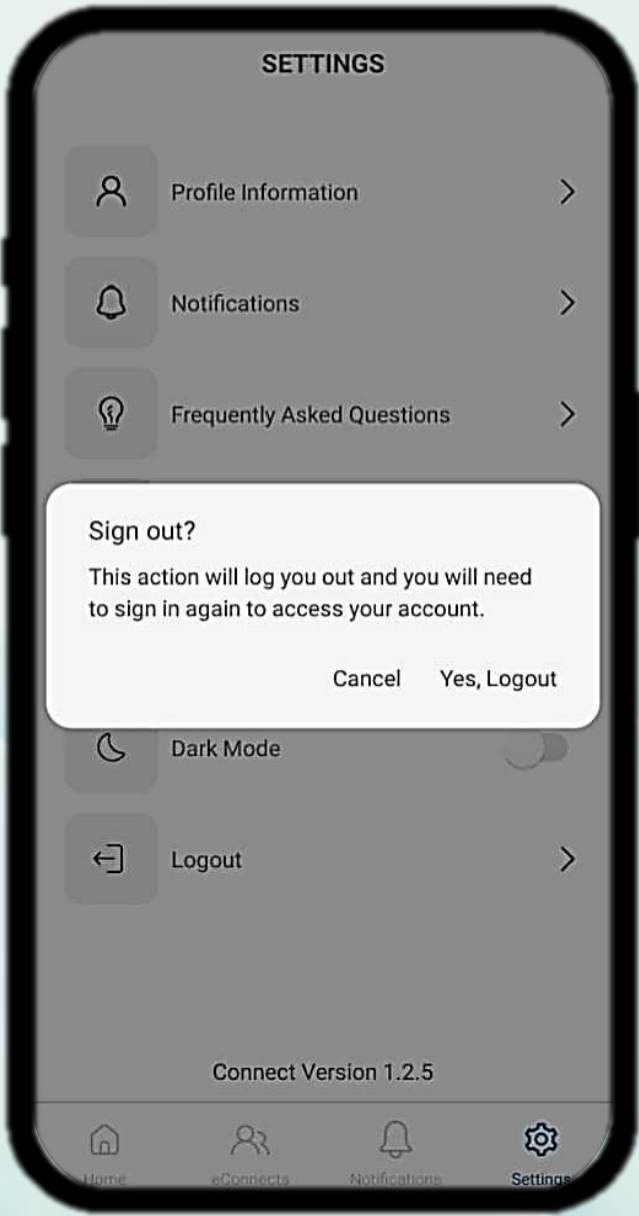 SETTINGS
Profile Information
Notifications
Frequently Asked Questions
Sign out?
This action will log you out and you will need
to sign in again to access your account.
Cancel Yes, Logout
Dark Mode
Logout
Connect Version 1.2.5
Home eConnects Notifications Settings